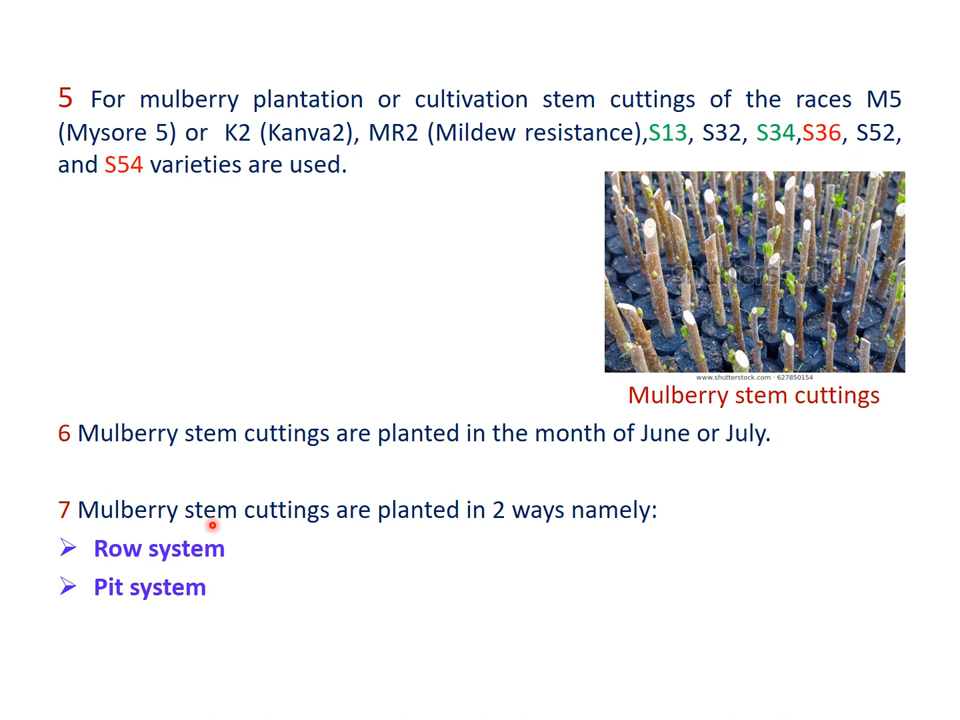 5 For mulberry plantation or cultivation stem cuttings of the races M5
(Mysore 5) or K2 (Kanva2), MR2 (Mildew resistance),S13, S32, S34,S36, S52,
and S54 varieties are used.
shutterstock
www.shutterstock.com · 627850154
Mulberry stem cuttings
6 Mulberry stem cuttings are planted in the month of June or July.
7 Mulberry stem cuttings are planted in 2 ways namely:
➢ Row system
➢ Pit system